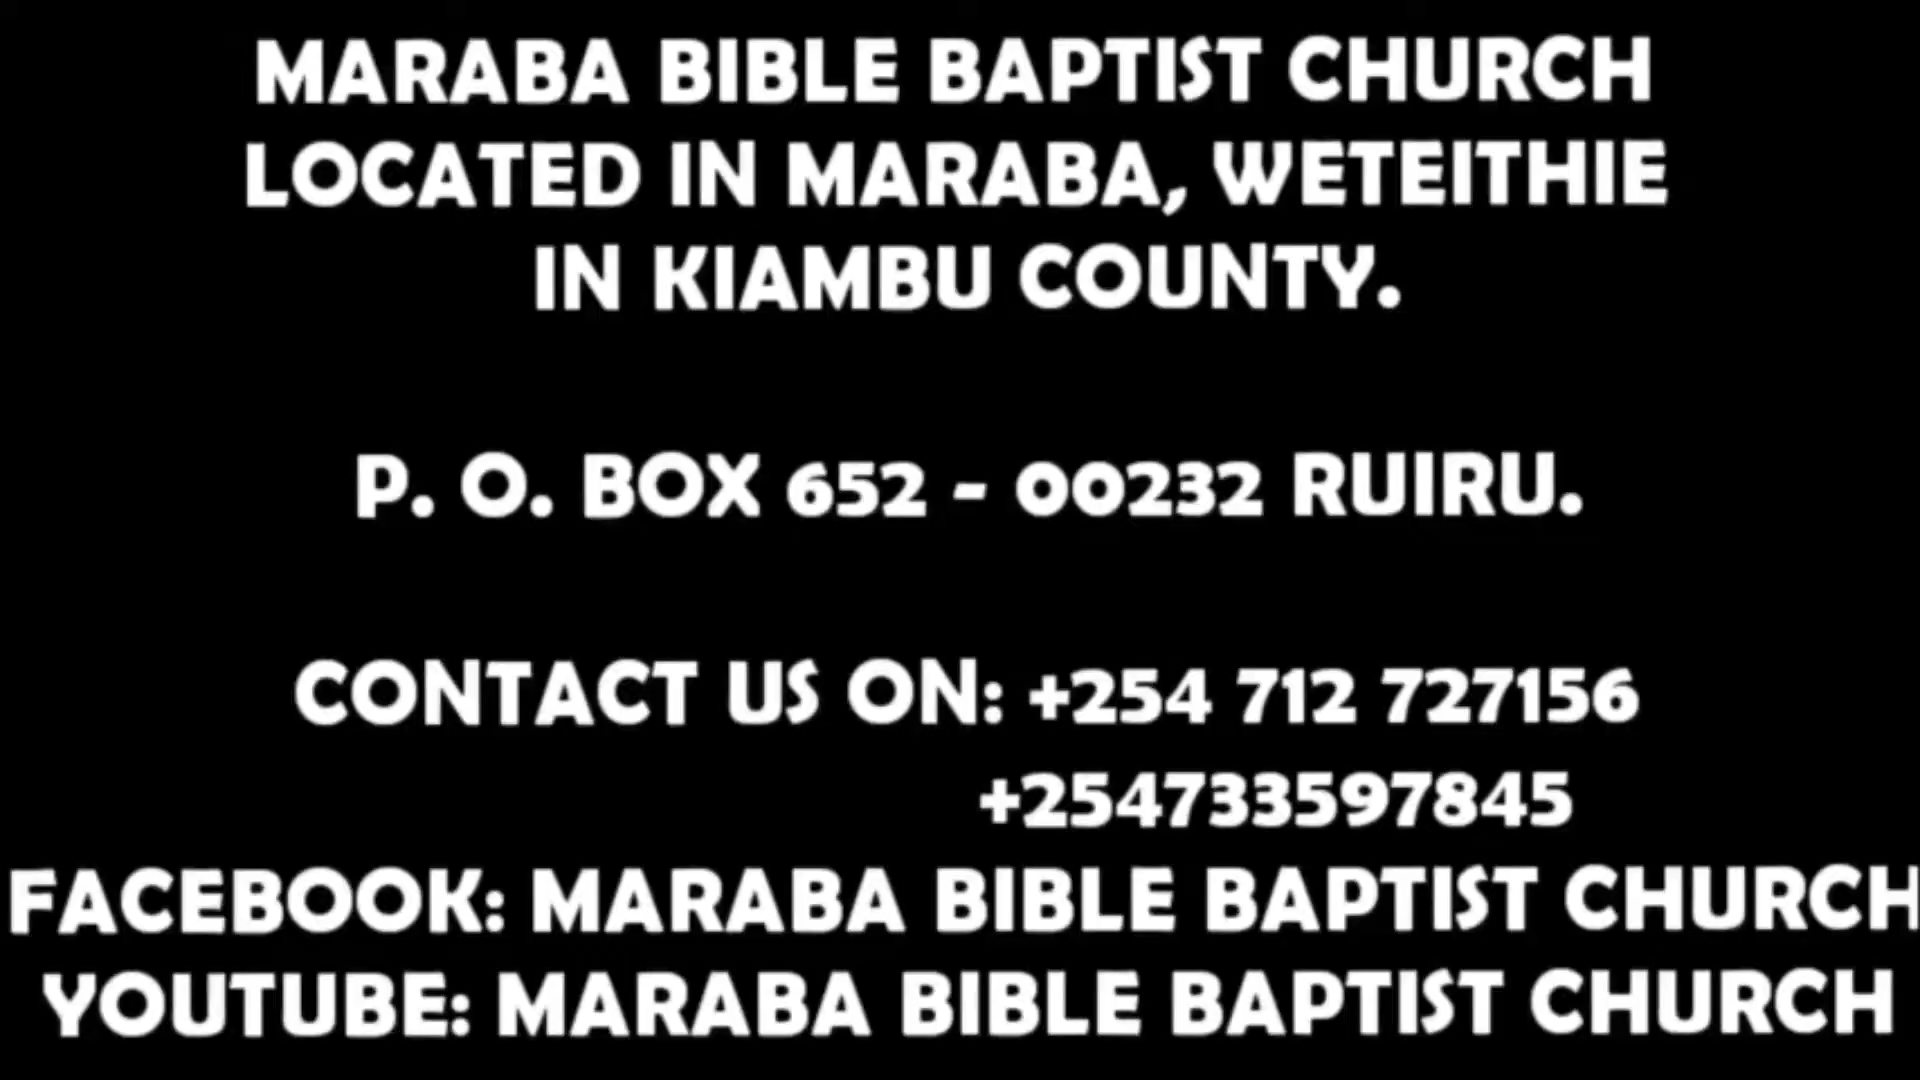 MARABA BIBLE BAPTIST CHURCH
LOCATED IN MARABA, WETEITHIE
IN KIAMBU COUNTY.
P. O. BOX 652 - 00232 RUIRU.
CONTACT US ON: +254 712 727156
+254733597845
FACEBOOK: MARABA BIBLE BAPTIST CHURCH
YOUTUBE: MARABA BIBLE BAPTIST CHURCH